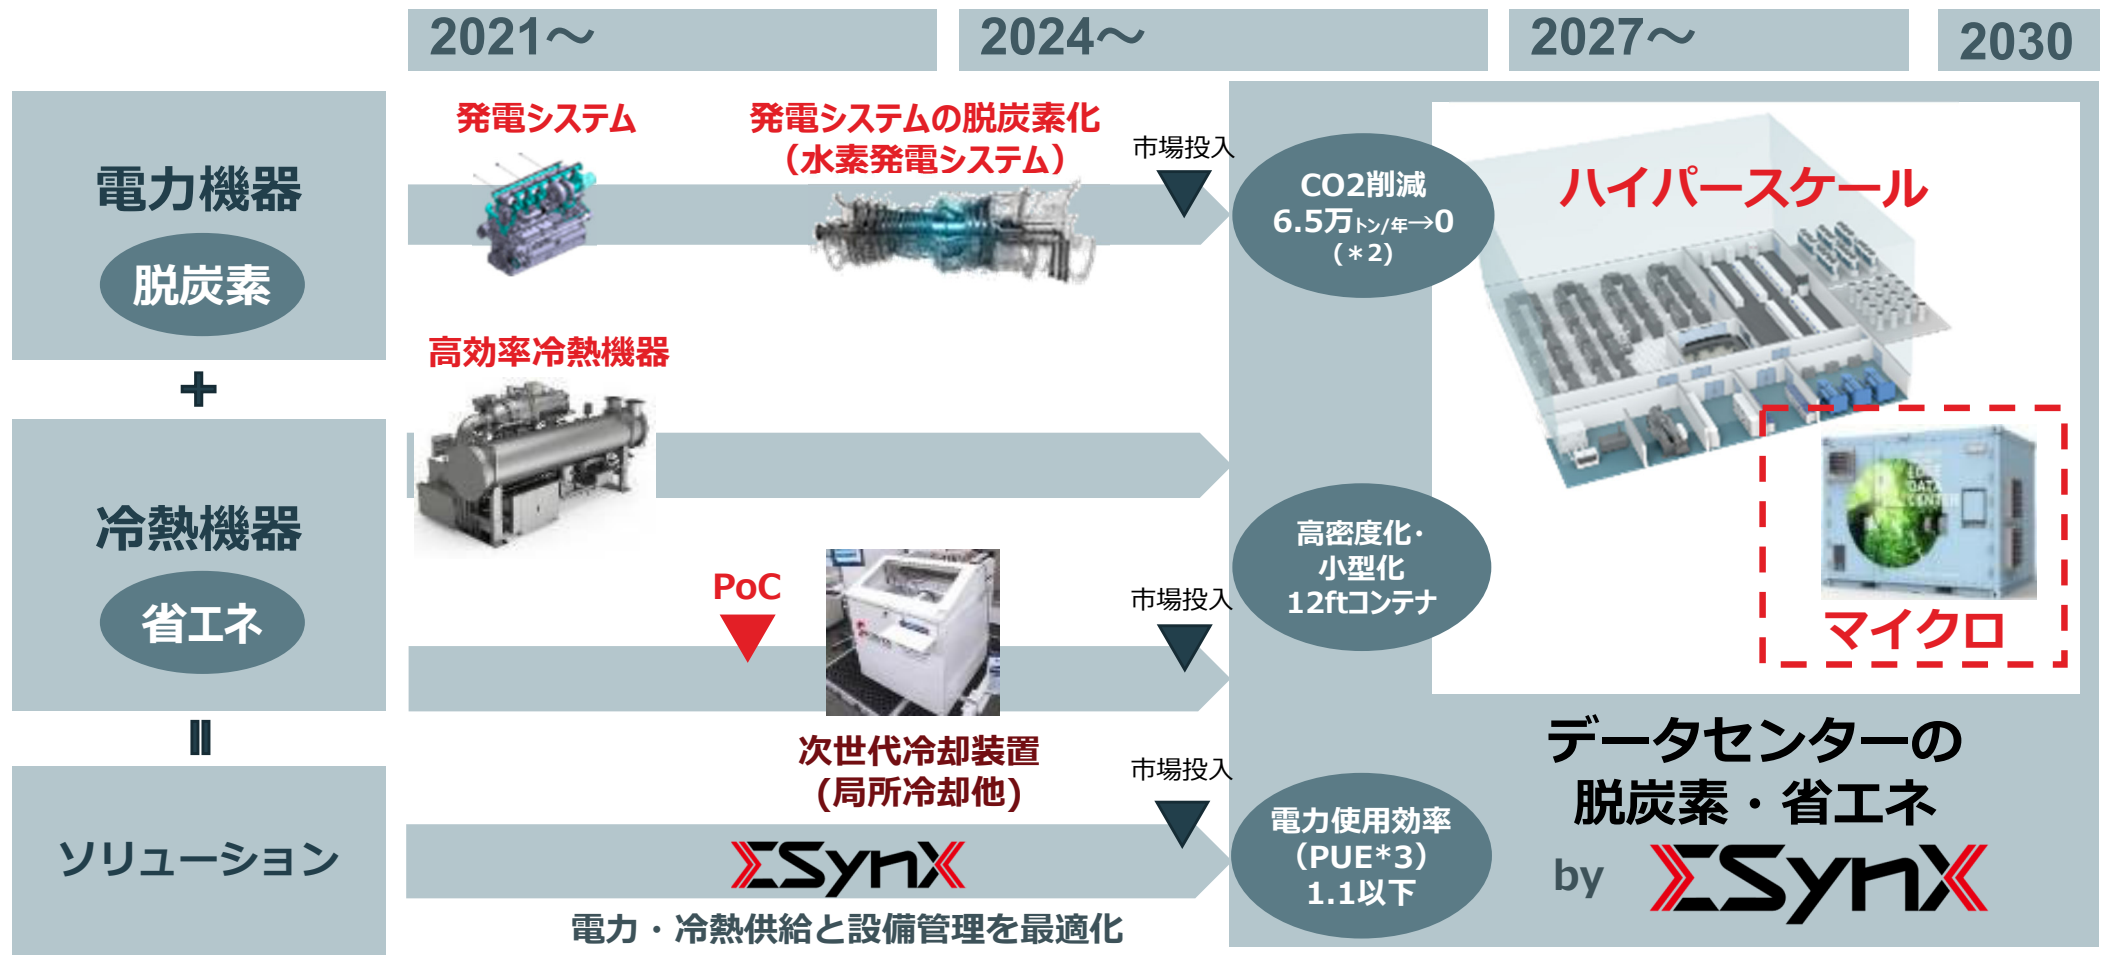 2021～
2024～
2027～
2030
電力機器
脱炭素
＋
冷熱機器
省エネ
＝
ソリューション
発電システム
発電システムの脱炭素化
（水素発電システム）
市場投入
高効率冷熱機器
PoC
市場投入
次世代冷却装置
(局所冷却他)
市場投入
ΣSynX
電力・冷熱供給と設備管理を最適化
CO2削減
6.5万トン/年→0
(＊2)
高密度化・
小型化
12ftコンテナ
電力使用効率
（PUE*3）
1.1以下
ハイパースケール
EDGE
DATA
CENTER
マイクロ
データセンターの
脱炭素・省エネ
by ΣSynX